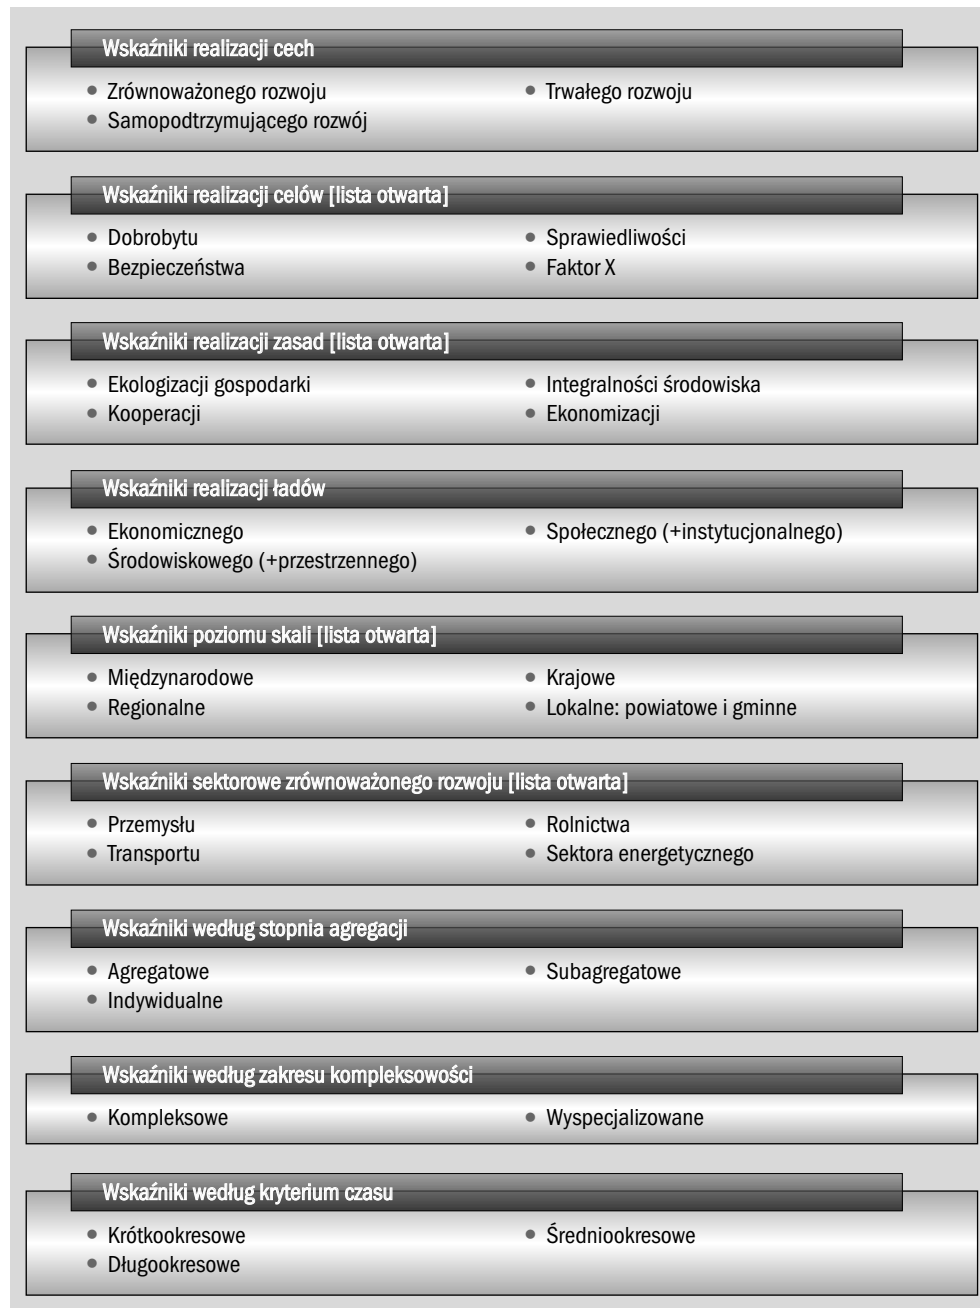 Wskaźniki realizacji cech
Zrównoważonego rozwoju
Trwałego rozwoju
Samopodtrzymującego rozwój
Wskaźniki realizacji celów [lista otwarta]
Dobrobytu
Sprawiedliwości
Bezpieczeństwa
Faktor X
Wskaźniki realizacji zasad [lista otwarta]
Ekologizacji gospodarki
Integralności środowiska
Kooperacji
Ekonomizacji
Wskaźniki realizacji ładów
Ekonomicznego
Społecznego (+instytucjonalnego)
Środowiskowego (+przestrzennego)
Wskaźniki poziomu skali [lista otwarta]
Międzynarodowe
Krajowe
Regionalne
Lokalne: powiatowe i gminne
Wskaźniki sektorowe zrównoważonego rozwoju [lista otwarta]
Przemysłu
Rolnictwa
Transportu
Sektora energetycznego
Wskaźniki według stopnia agregacji
Agregatowe
Subagregatowe
Indywidualne
Wskaźniki według zakresu kompleksowości
Kompleksowe
Wyspecjalizowane
Wskaźniki według kryterium czasu
Krótkookresowe
Średniookresowe
Długookresowe